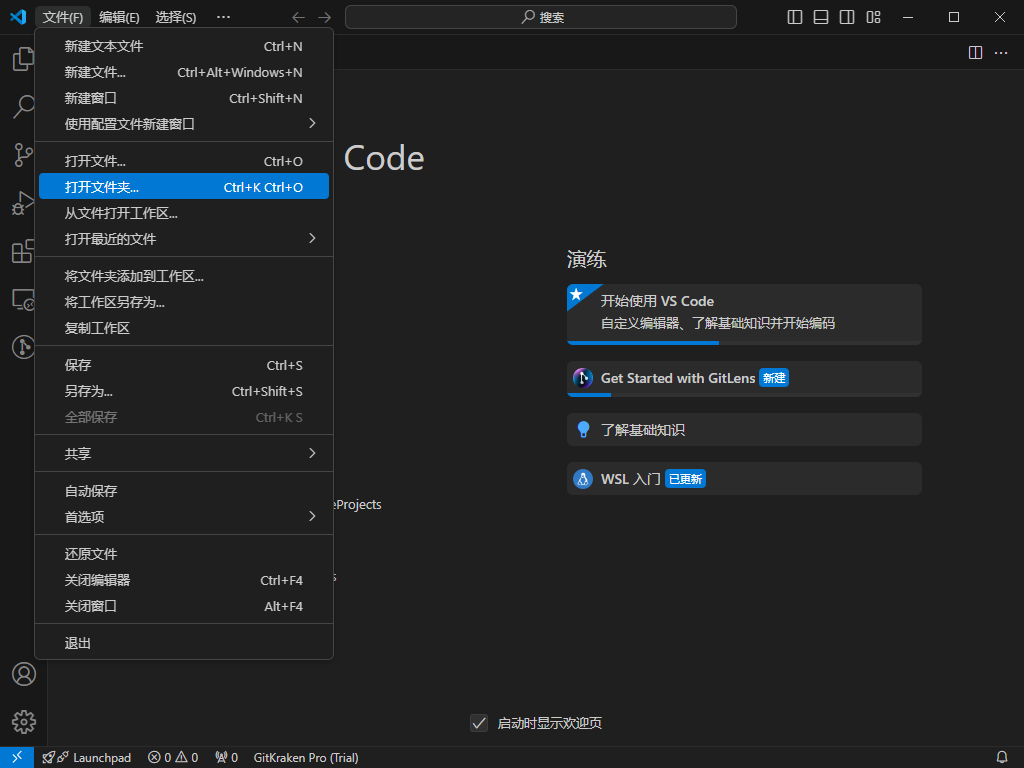 文件(F) 编辑(E) 选择(S) ··· 搜索
新建文本文件 Ctrl+N
新建文件... Ctrl+Alt+Windows+N
新建窗口 Ctrl+Shift+N
使用配置文件新建窗口
打开文件... Ctrl+O
打开文件夹... Ctrl+K Ctrl+O
从文件打开工作区...
打开最近的文件
将文件夹添加到工作区...
将工作区另存为...
复制工作区
保存 Ctrl+S
另存为... Ctrl+Shift+S
全部保存 Ctrl+K S
共享
自动保存
首选项
还原文件
关闭编辑器 Ctrl+F4
关闭窗口 Alt+F4
退出
Code
eProjects
演练
开始使用 VS Code
自定义编辑器、了解基础知识并开始编码
Get Started with GitLens 新建
了解基础知识
WSL 入门 已更新
启动时显示欢迎页
Launchpad 0 0 0 GitKraken Pro (Trial)